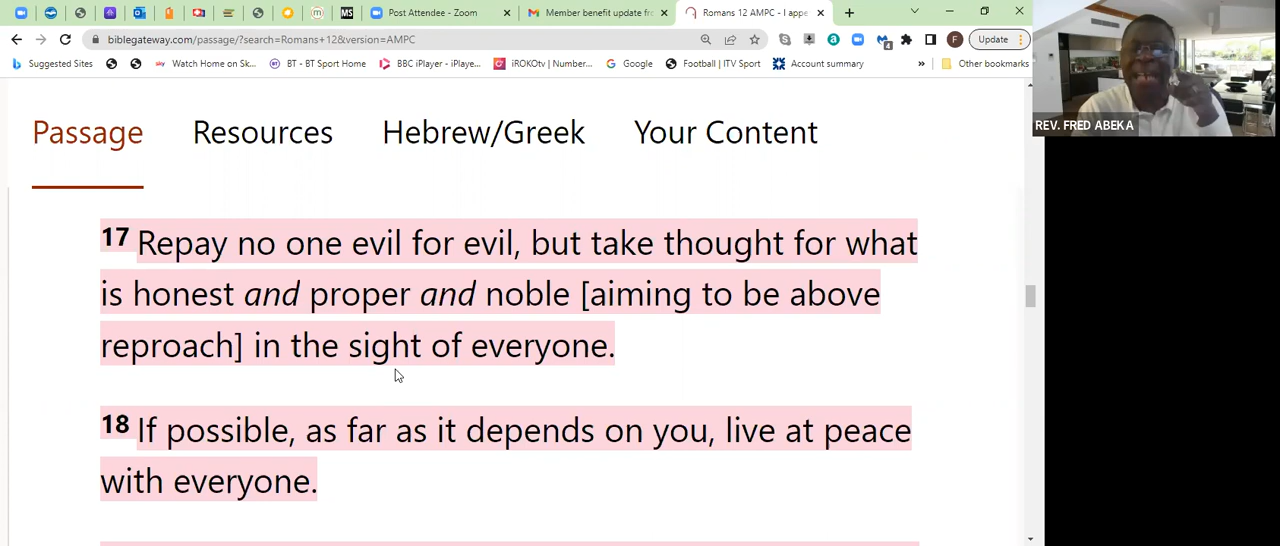 m
MS
Post Attendee - Zoom
Member benefit update fro
Romans 12 AMPC - I appe
biblegateway.com/passage/?search=Romans+12&version=AMPC
4
F
Update
Suggested Sites
Watch Home on Sk...
BT - BT Sport Home
BBC iPlayer - iPlaye...
iROKOtv | Number...
Google
Football | ITV Sport
Account summary
»
Other bookmarks
REV. FRED ABEKA
Passage
Resources
Hebrew/Greek
Your Content
17 Repay no one evil for evil, but take thought for what
is honest and proper and noble [aiming to be above
reproach] in the sight of everyone.
18 If possible, as far as it depends on you, live at peace
with everyone.